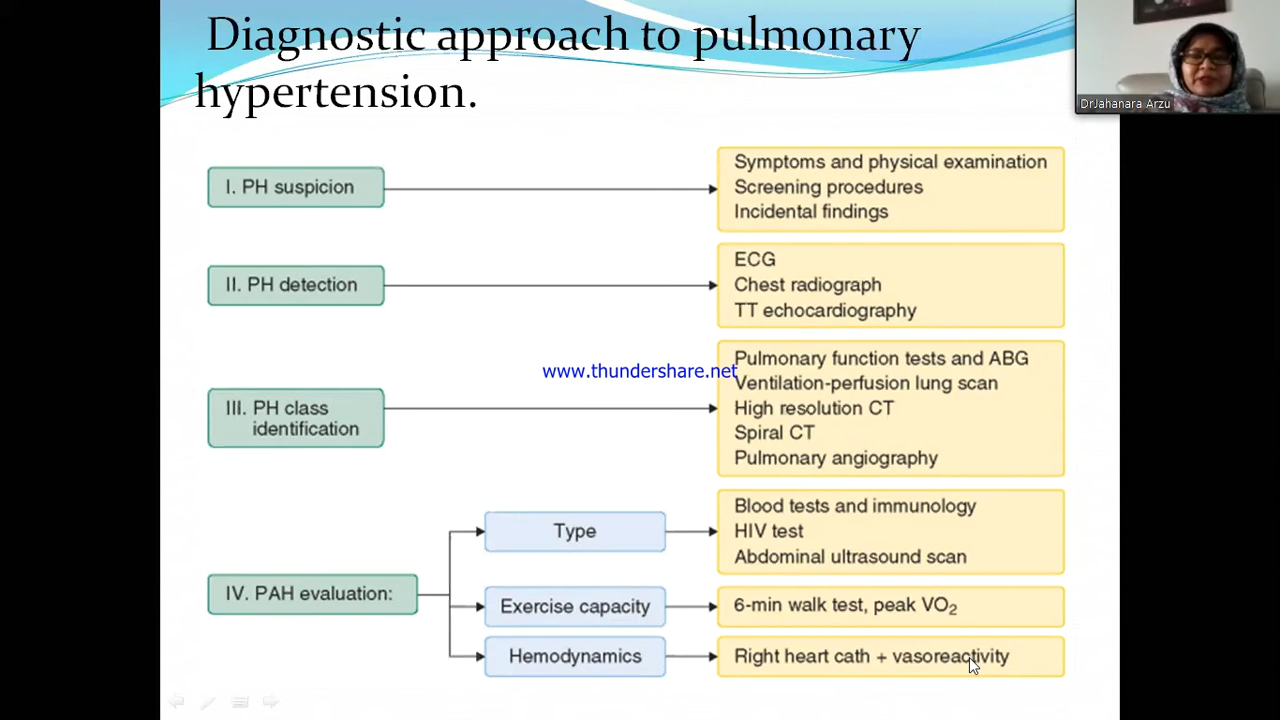 Diagnostic approach to pulmonary
hypertension.
DrJahanara Arzu
I. PH suspicion
Symptoms and physical examination
Screening procedures
Incidental findings
II. PH detection
ECG
Chest radiograph
TT echocardiography
www.thundershare.net
III. PH class
identification
Pulmonary function tests and ABG
Ventilation-perfusion lung scan
High resolution CT
Spiral CT
Pulmonary angiography
IV. PAH evaluation:
Type
Blood tests and immunology
HIV test
Abdominal ultrasound scan
Exercise capacity
6-min walk test, peak VO₂
Hemodynamics
Right heart cath + vasoreactivity